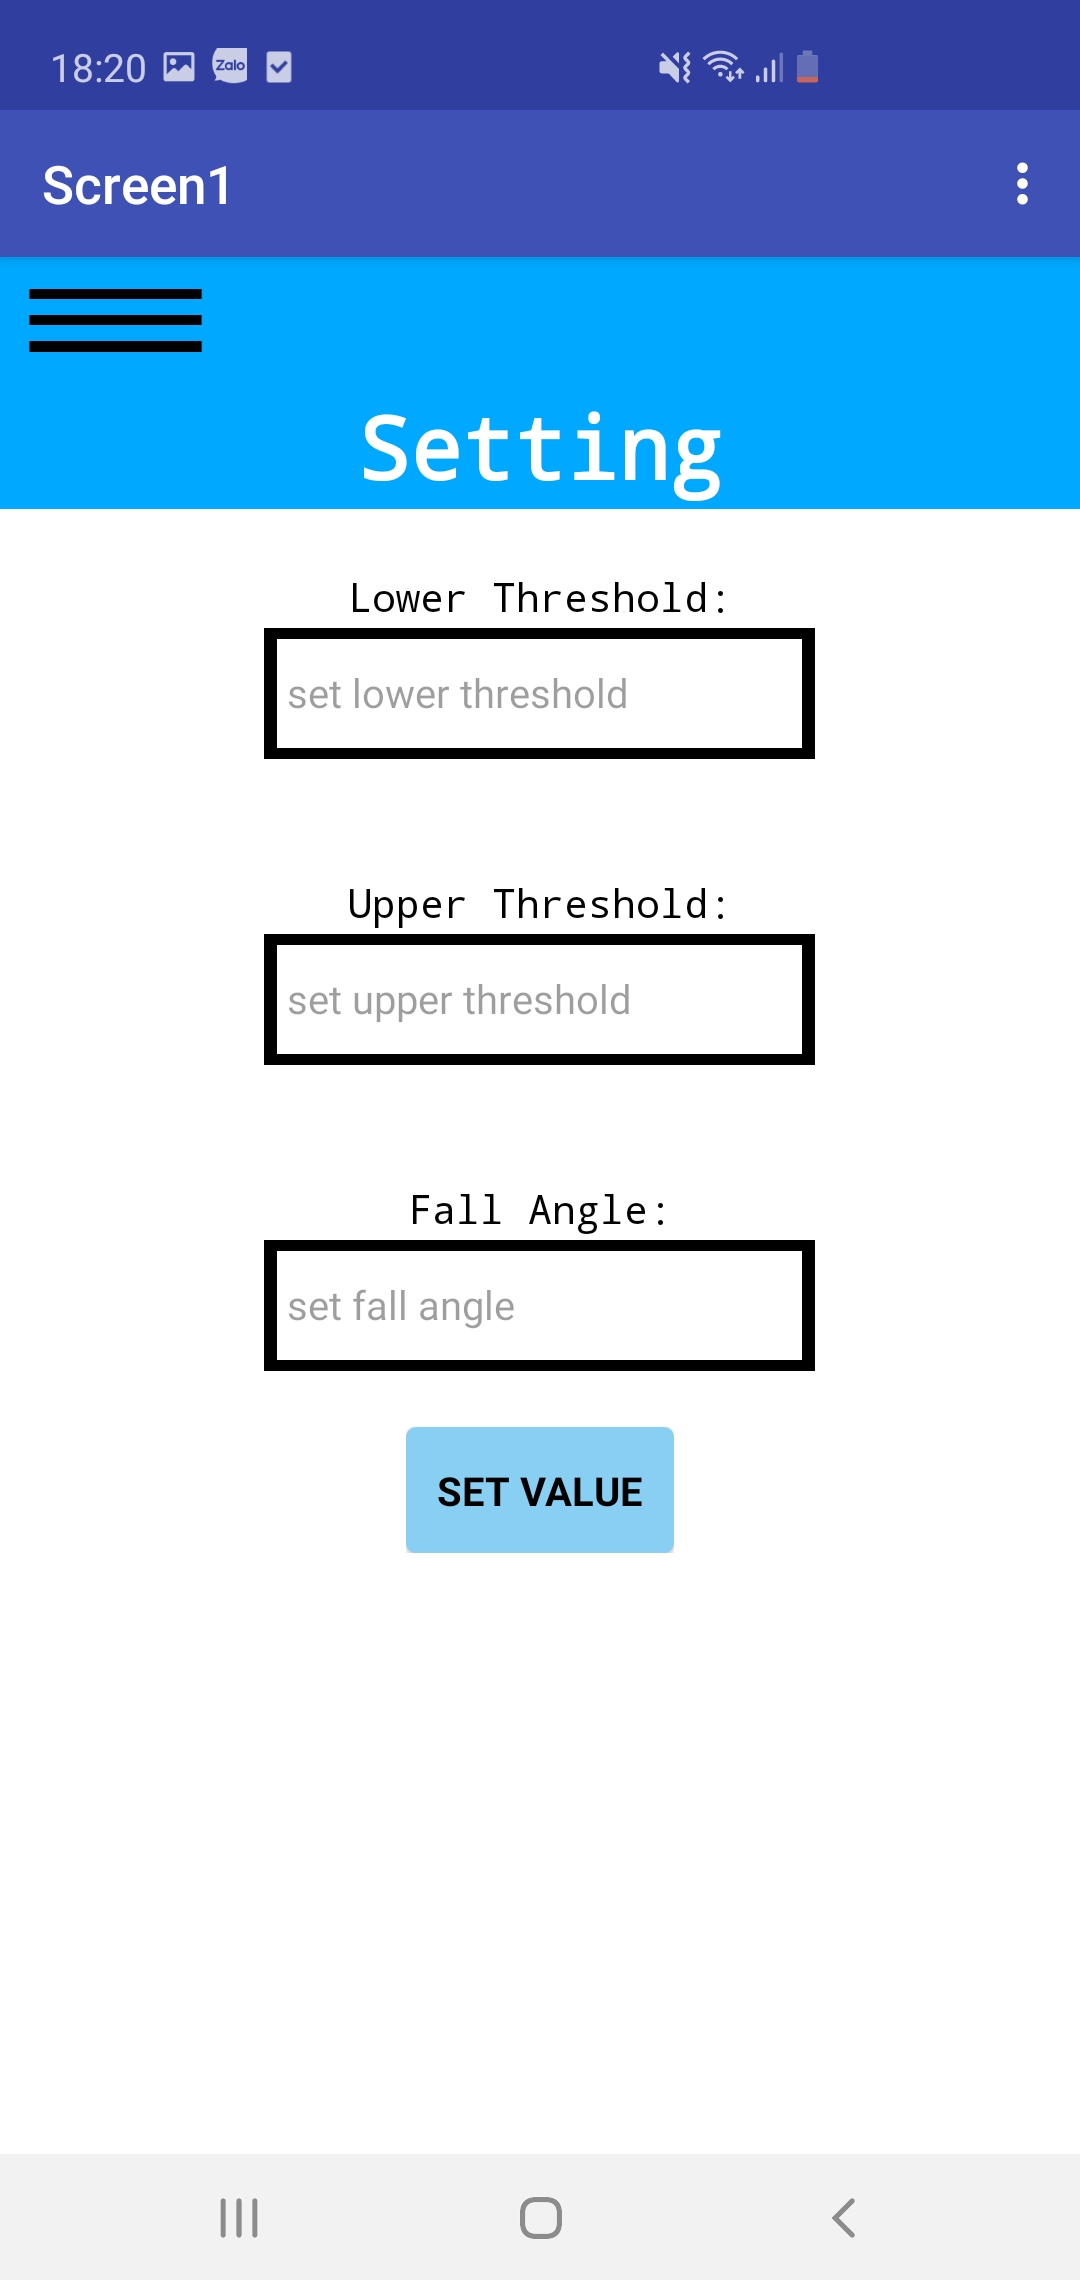 18:20 Zalo
Screen1
Setting
Lower Threshold:
set lower threshold
Upper Threshold:
set upper threshold
Fall Angle:
set fall angle
SET VALUE